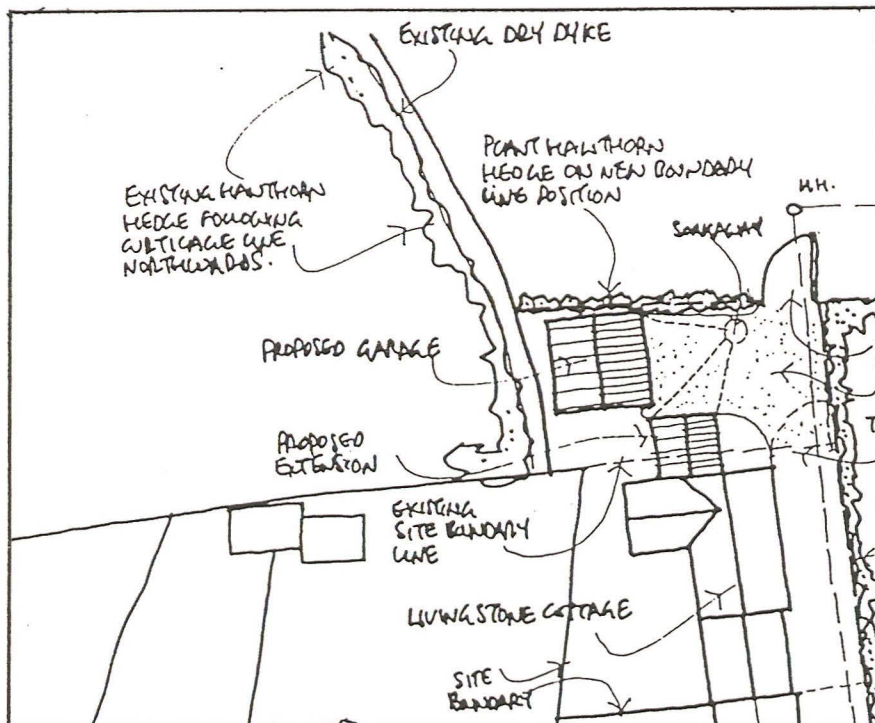 EXISTING DRY DYKE
PLANT HAWTHORN
HEDGE ON NEW BOUNDARY
LINE POSITION
M.H.
SOAKAWAY
EXISTING HAWTHORN
HEDGE FOLLOWING
CURTICAGE LINE
NORTHWARDS.
PROPOSED GARAGE
PROPOSED
EXTENSION
EXISTING
SITE BOUNDARY
LINE
LIVINGSTONE COTTAGE
SITE
BOUNDARY